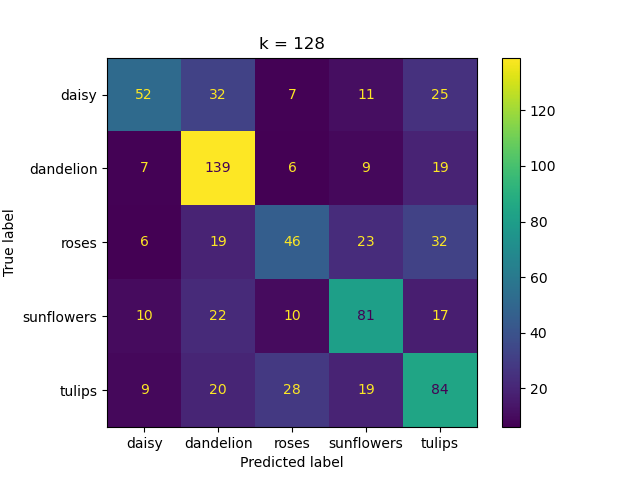 k = 128
True label
daisy 52 32 7 11 25
dandelion 7 139 6 9 19
roses 6 19 46 23 32
sunflowers 10 22 10 81 17
tulips 9 20 28 19 84
daisy dandelion roses sunflowers tulips
Predicted label
120
100
80
60
40
20